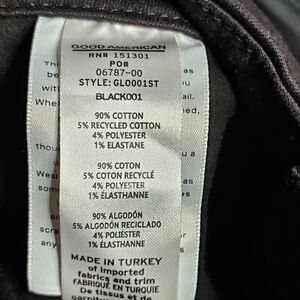 GOOD AMERICAN
RN# 151301
PO#
06787-00
STYLE: GLO001ST
BLACK001
90% COTTON
5% RECYCLED COTTON
4% POLYESTER
1% ELASTANE
90% COTON
5% COTON RECYCLÉ
4% POLYESTER
1% ÉLASTHANNE
90% ALGODÓN
5% ALGODÓN RECICLADO
4% POLIÉSTER
1% ÉLASTHANNE
MADE IN TURKEY
of imported
fabrics and trim
FABRIQUÉ EN TURQUIE
De tissus et de